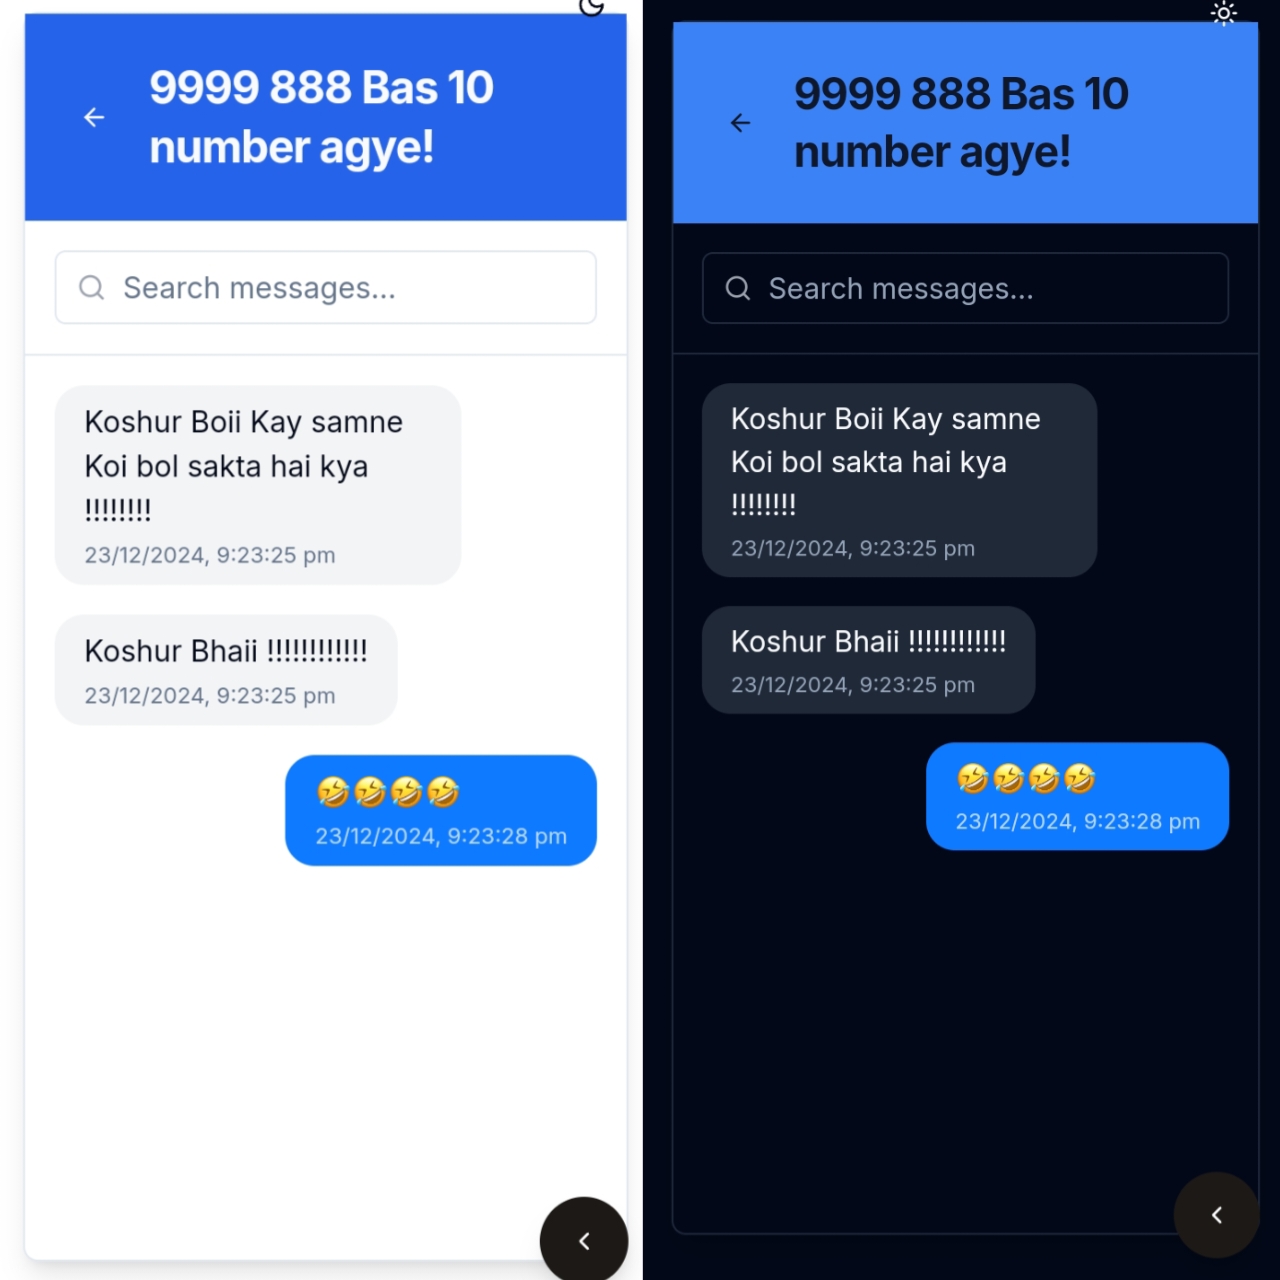 9999 888 Bas 10
number agye!
Search messages...
Koshur Boii Kay samne
Koi bol sakta hai kya
!!!!!!!!
23/12/2024, 9:23:25 pm
Koshur Bhaii !!!!!!!!!!!!
23/12/2024, 9:23:25 pm
🤣🤣🤣🤣
23/12/2024, 9:23:28 pm
9999 888 Bas 10
number agye!
Search messages...
Koshur Boii Kay samne
Koi bol sakta hai kya
!!!!!!!!
23/12/2024, 9:23:25 pm
Koshur Bhaii !!!!!!!!!!!!
23/12/2024, 9:23:25 pm
🤣🤣🤣🤣
23/12/2024, 9:23:28 pm